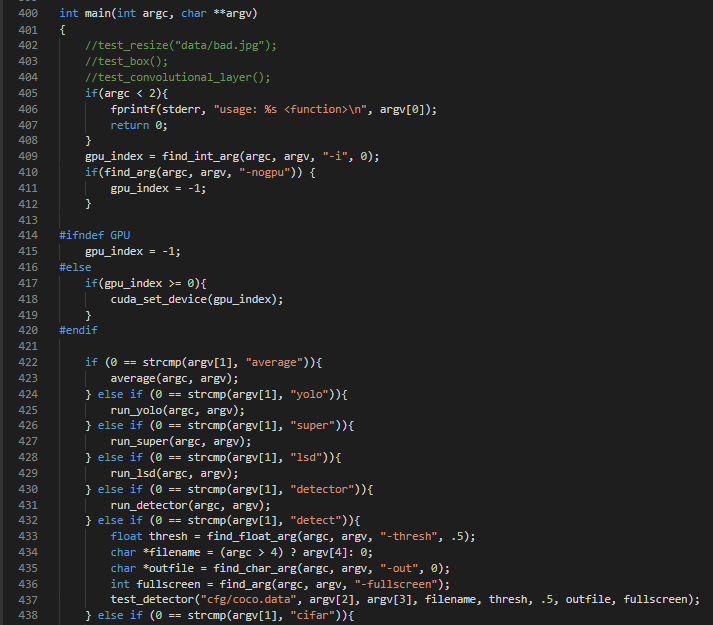 400 int main(int argc, char **argv)
401 {
402 //test_resize("data/bad.jpg");
403 //test_box();
404 //test_convolutional_layer();
405 if(argc < 2){
406 fprintf(stderr, "usage: %s <function>\n", argv[0]);
407 return 0;
408 }
409 gpu_index = find_int_arg(argc, argv, "-i", 0);
410 if(find_arg(argc, argv, "-nogpu")) {
411 gpu_index = -1;
412 }
413
414 #ifndef GPU
415 gpu_index = -1;
416 #else
417 if(gpu_index >= 0){
418 cuda_set_device(gpu_index);
419 }
420 #endif
421
422 if (0 == strcmp(argv[1], "average")){
423 average(argc, argv);
424 } else if (0 == strcmp(argv[1], "yolo")){
425 run_yolo(argc, argv);
426 } else if (0 == strcmp(argv[1], "super")){
427 run_super(argc, argv);
428 } else if (0 == strcmp(argv[1], "lsd")){
429 run_lsd(argc, argv);
430 } else if (0 == strcmp(argv[1], "detector")){
431 run_detector(argc, argv);
432 } else if (0 == strcmp(argv[1], "detect")){
433 float thresh = find_float_arg(argc, argv, "-thresh", .5);
434 char *filename = (argc > 4) ? argv[4]: 0;
435 char *outfile = find_char_arg(argc, argv, "-out", 0);
436 int fullscreen = find_arg(argc, argv, "-fullscreen");
437 test_detector("cfg/coco.data", argv[2], argv[3], filename, thresh, .5, outfile, fullscreen);
438 } else if (0 == strcmp(argv[1], "cifar")){